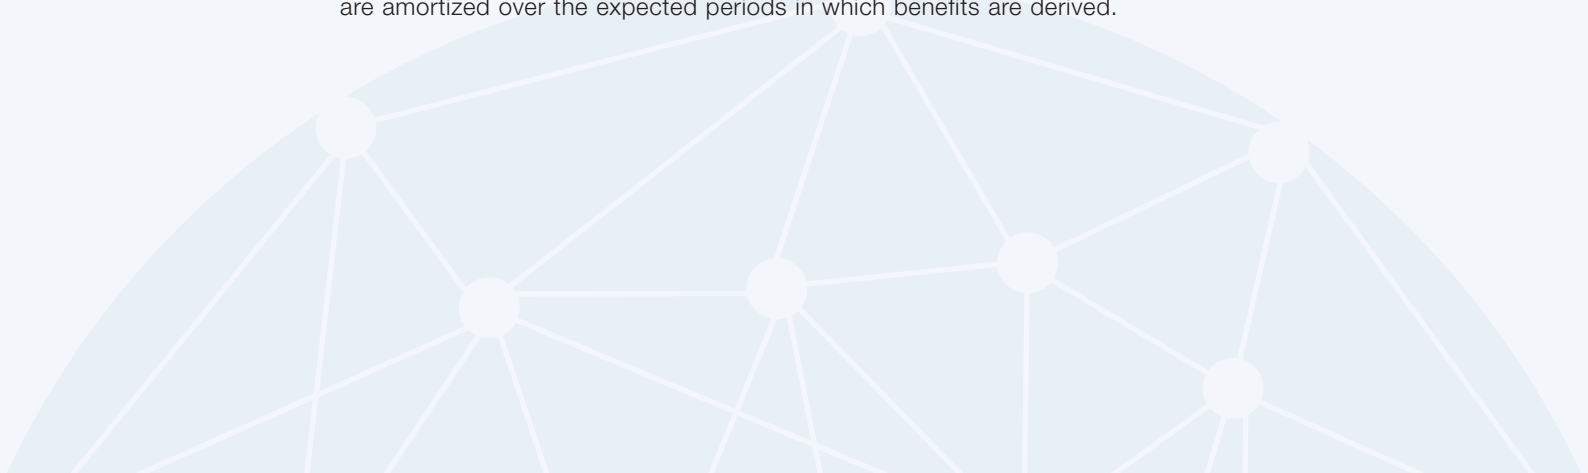 are amortized over the expected periods in which benefits are derived.